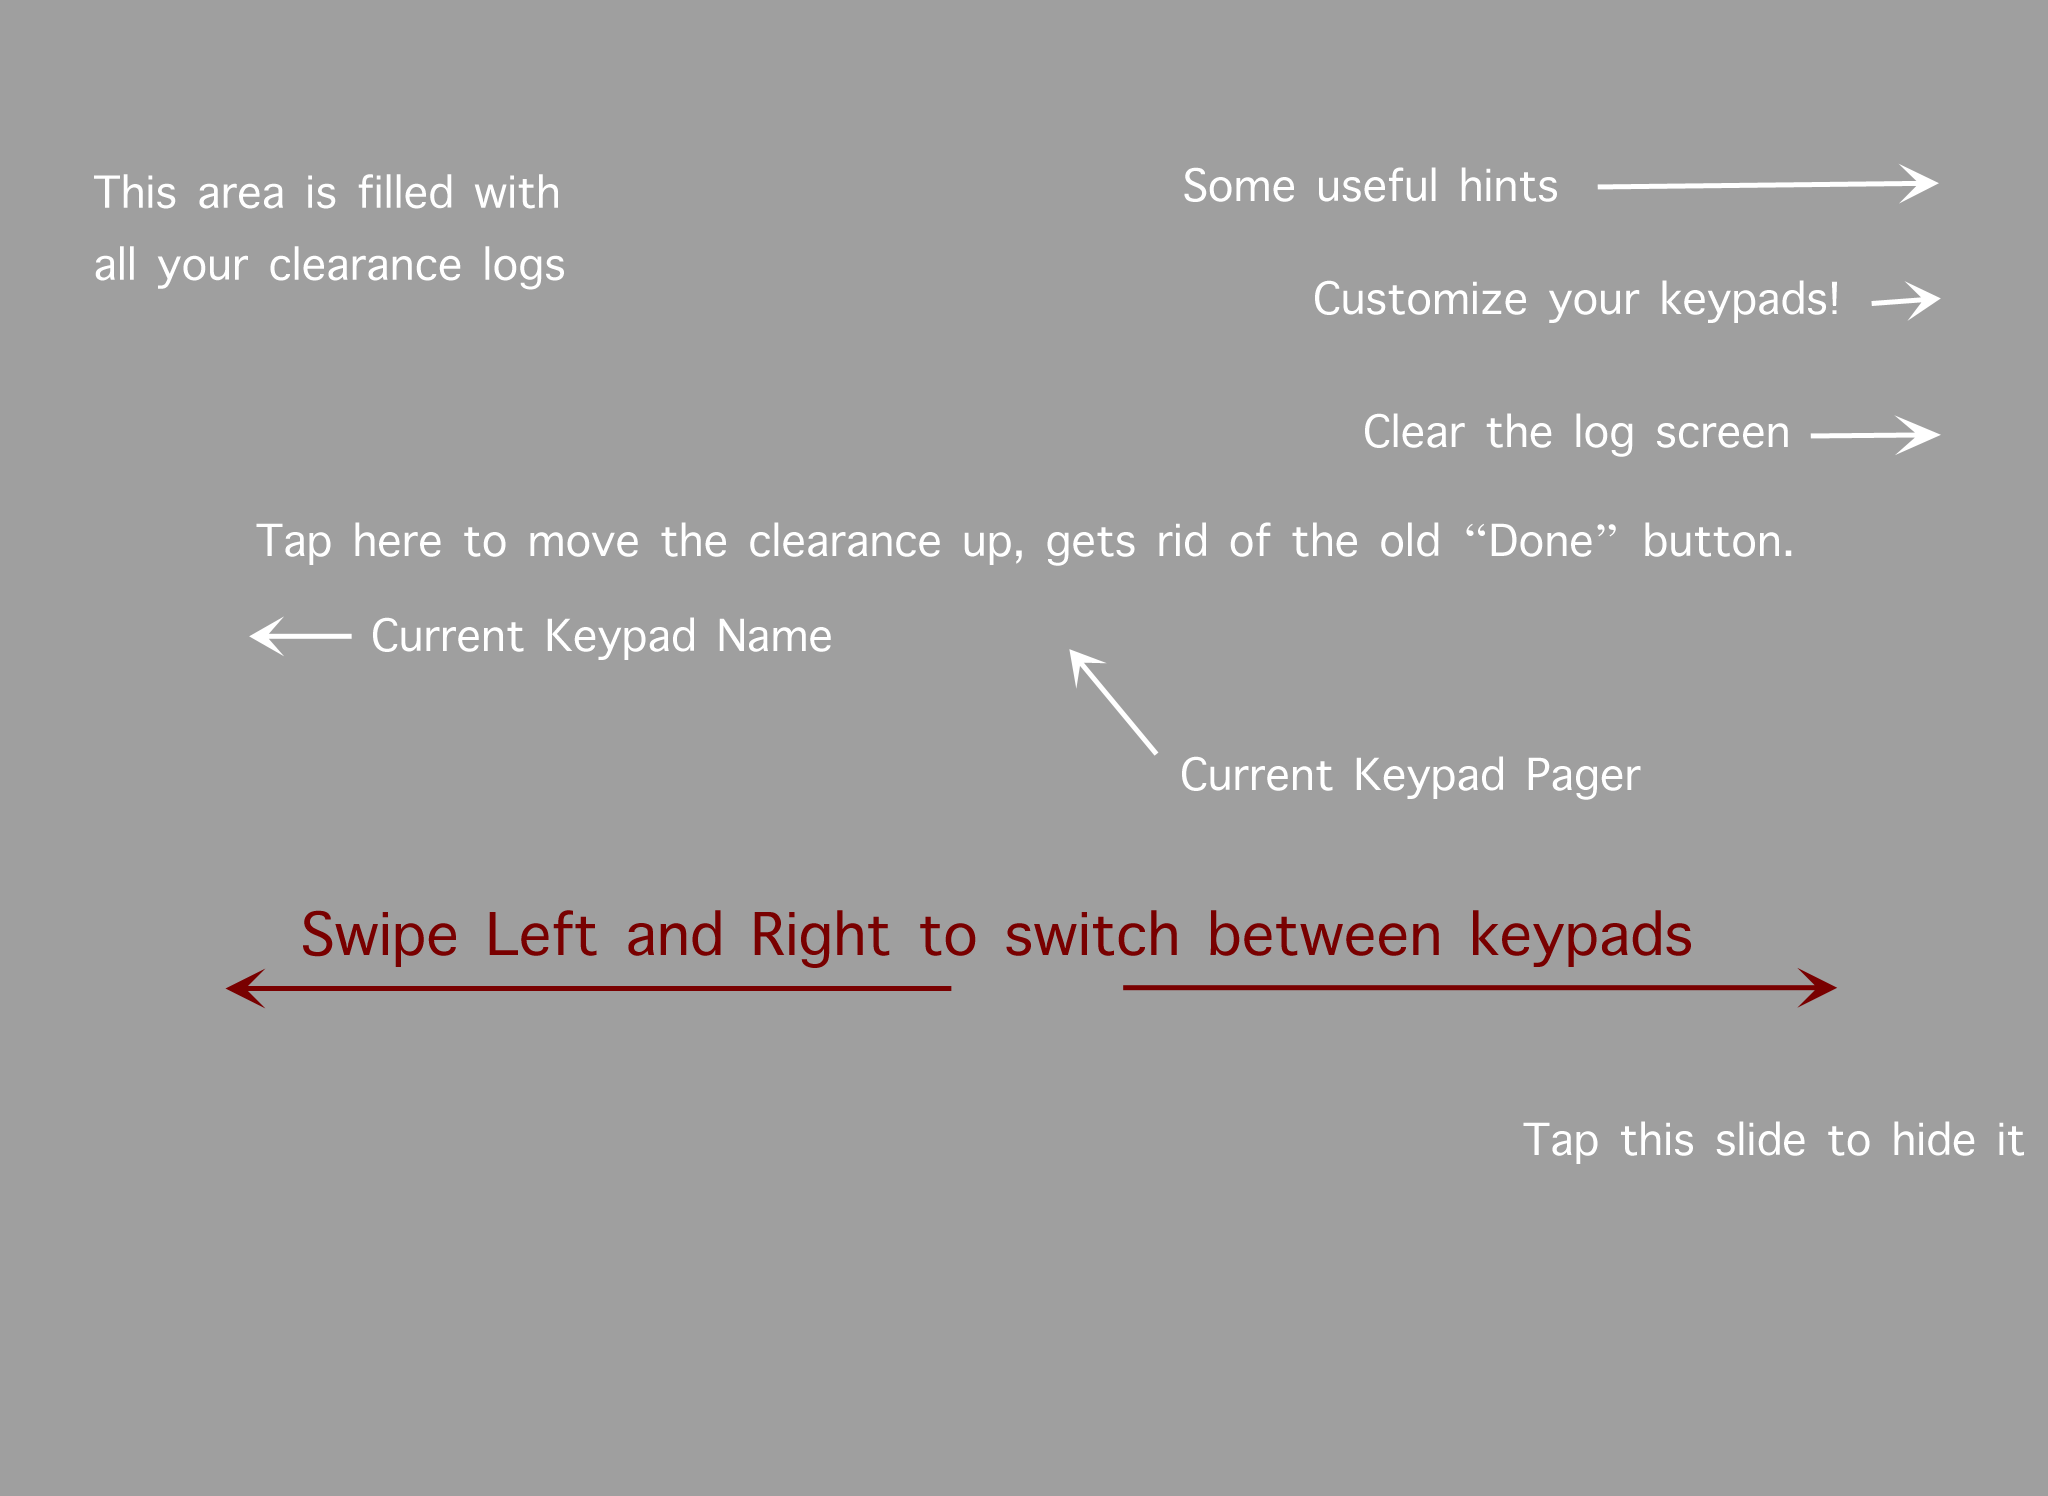 This area is filled with
all your clearance logs
Some useful hints
Customize your keypads!
Clear the log screen
Tap here to move the clearance up, gets rid of the old “Done” button.
Current Keypad Name
Current Keypad Pager
Swipe Left and Right to switch between keypads
Tap this slide to hide it